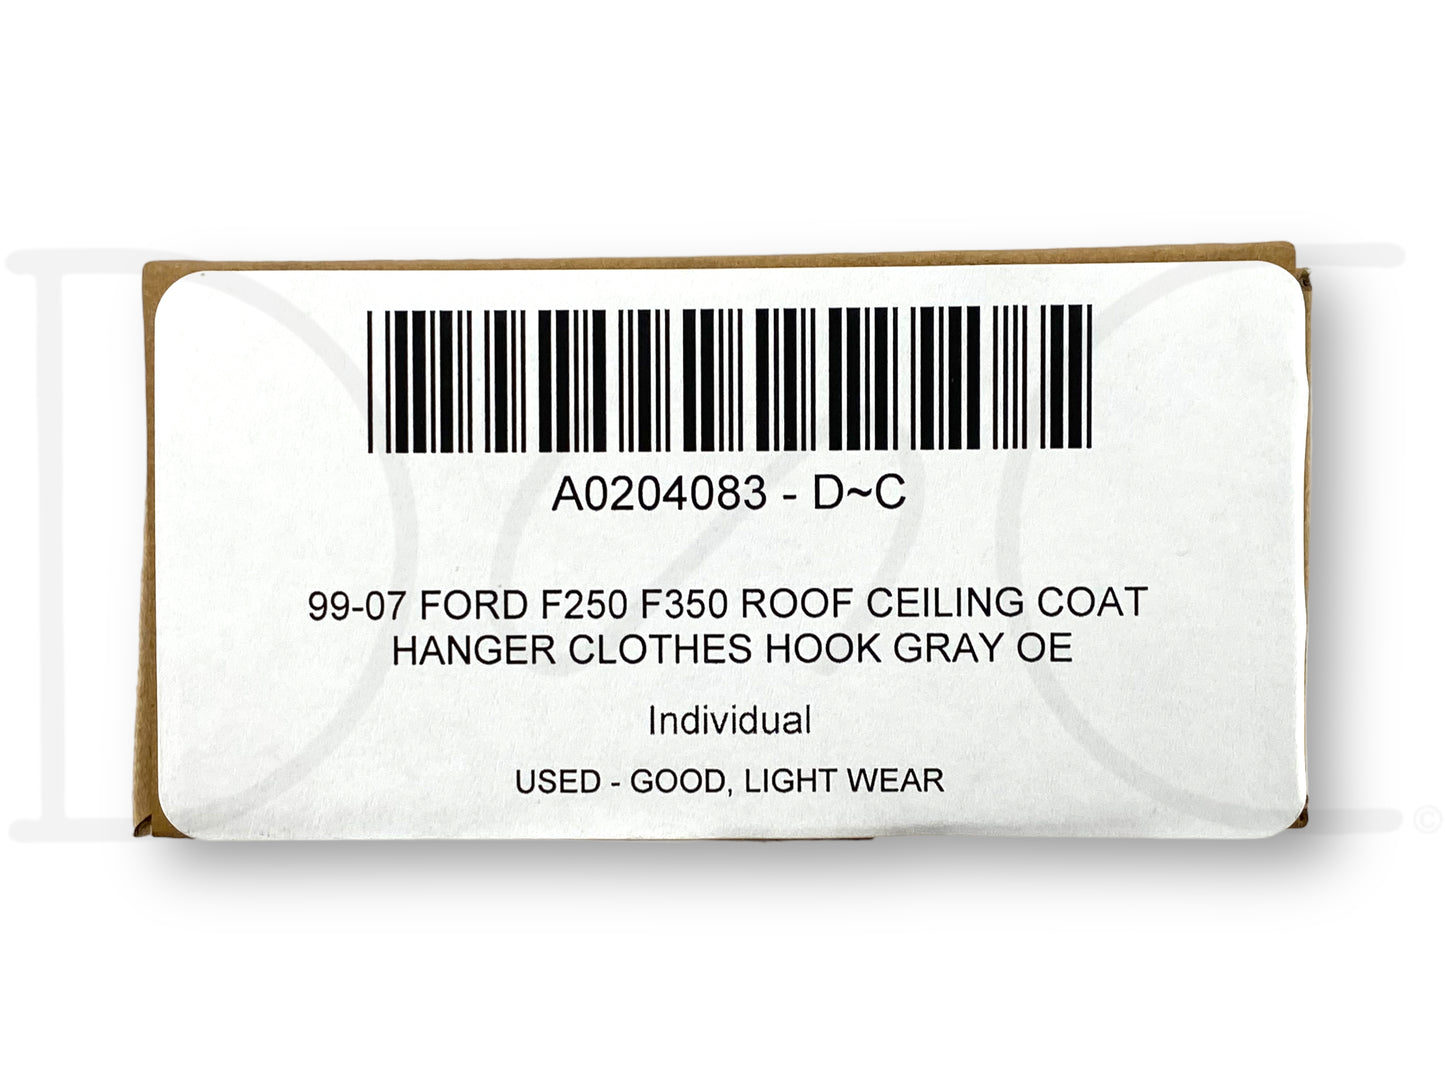 A0204083 - D~C
99-07 FORD F250 F350 ROOF CEILING COAT
HANGER CLOTHES HOOK GRAY OE
Individual
USED - GOOD, LIGHT WEAR
©